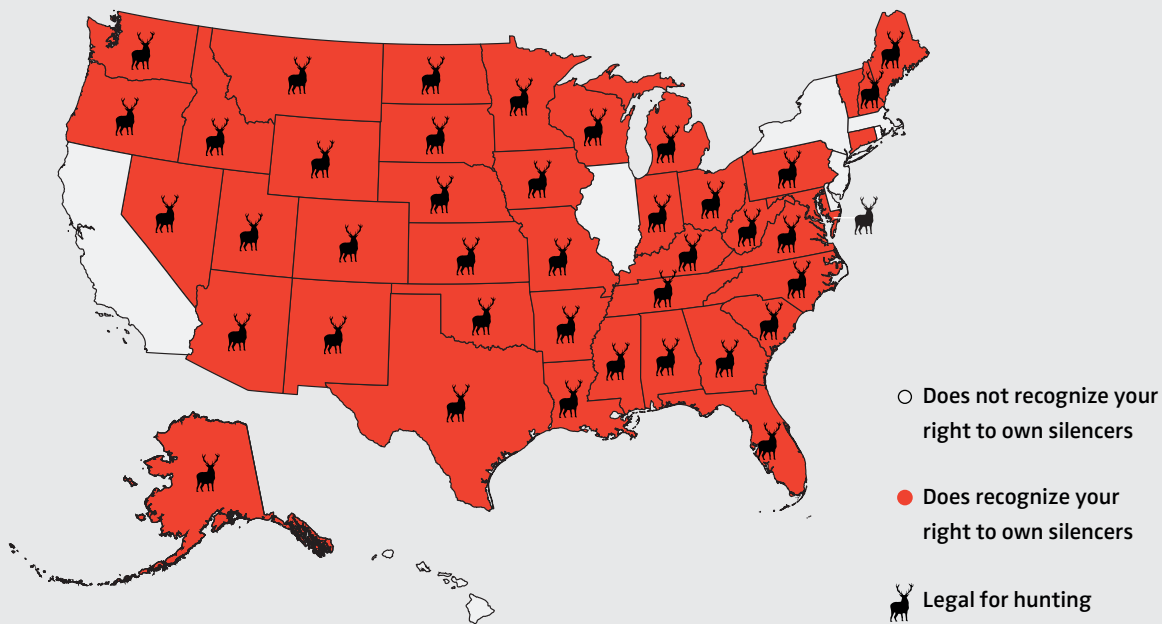 Does not recognize your
right to own silencers
Does recognize your
right to own silencers
Legal for hunting